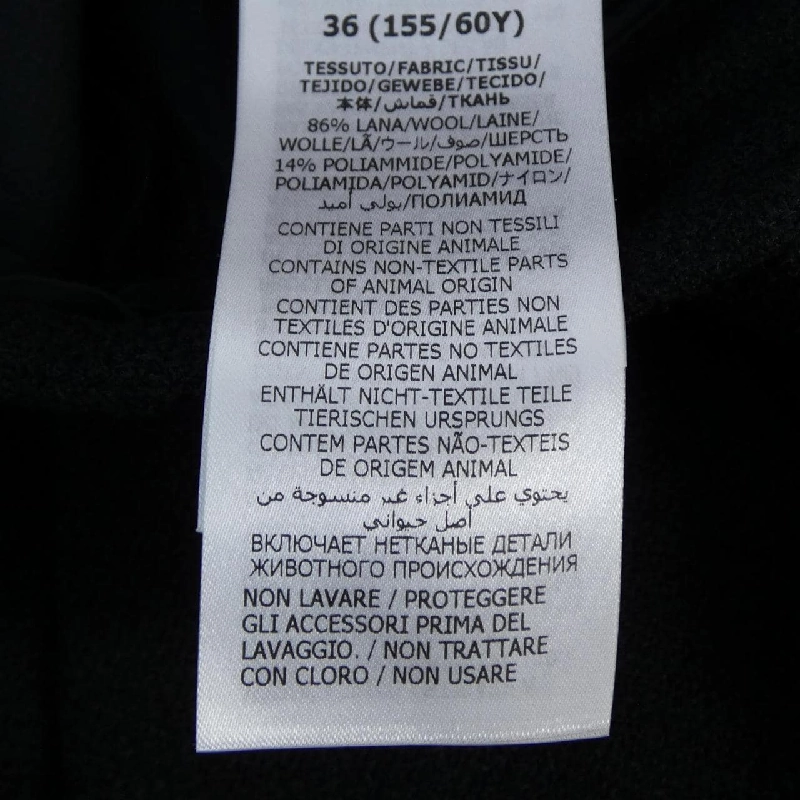 36 (155/60Y)
TESSUTO/FABRIC/TISSU/
TEJIDO/GEWEBE/TECIDO/
本体/قماش/ТКАНЬ
86% LANA/WOOL/LAINE/
WOLLE/LÃ/ウール/صوف/ШЕРСТЬ
14% POLIAMMIDE/POLYAMIDE/
POLIAMIDA/POLYAMID/ナイロン/
بولي أميد/ПОЛИАМИД
CONTIENE PARTI NON TESSILI
DI ORIGINE ANIMALE
CONTAINS NON-TEXTILE PARTS
OF ANIMAL ORIGIN
CONTIENT DES PARTIES NON
TEXTILES D'ORIGINE ANIMALE
CONTIENE PARTES NO TEXTILES
DE ORIGEN ANIMAL
ENTHÄLT NICHT-TEXTILE TEILE
TIERISCHEN URSPRUNGS
CONTEM PARTES NÃO-TEXTEIS
DE ORIGEM ANIMAL
يحتوي على أجزاء غير منسوجة من
أصل حيواني
ВКЛЮЧАЕТ НЕТКАНЫЕ ДЕТАЛИ
ЖИВОТНОГО ПРОИСХОЖДЕНИЯ
NON LAVARE / PROTEGGERE
GLI ACCESSORI PRIMA DEL
LAVAGGIO. / NON TRATTARE
CON CLORO / NON USARE